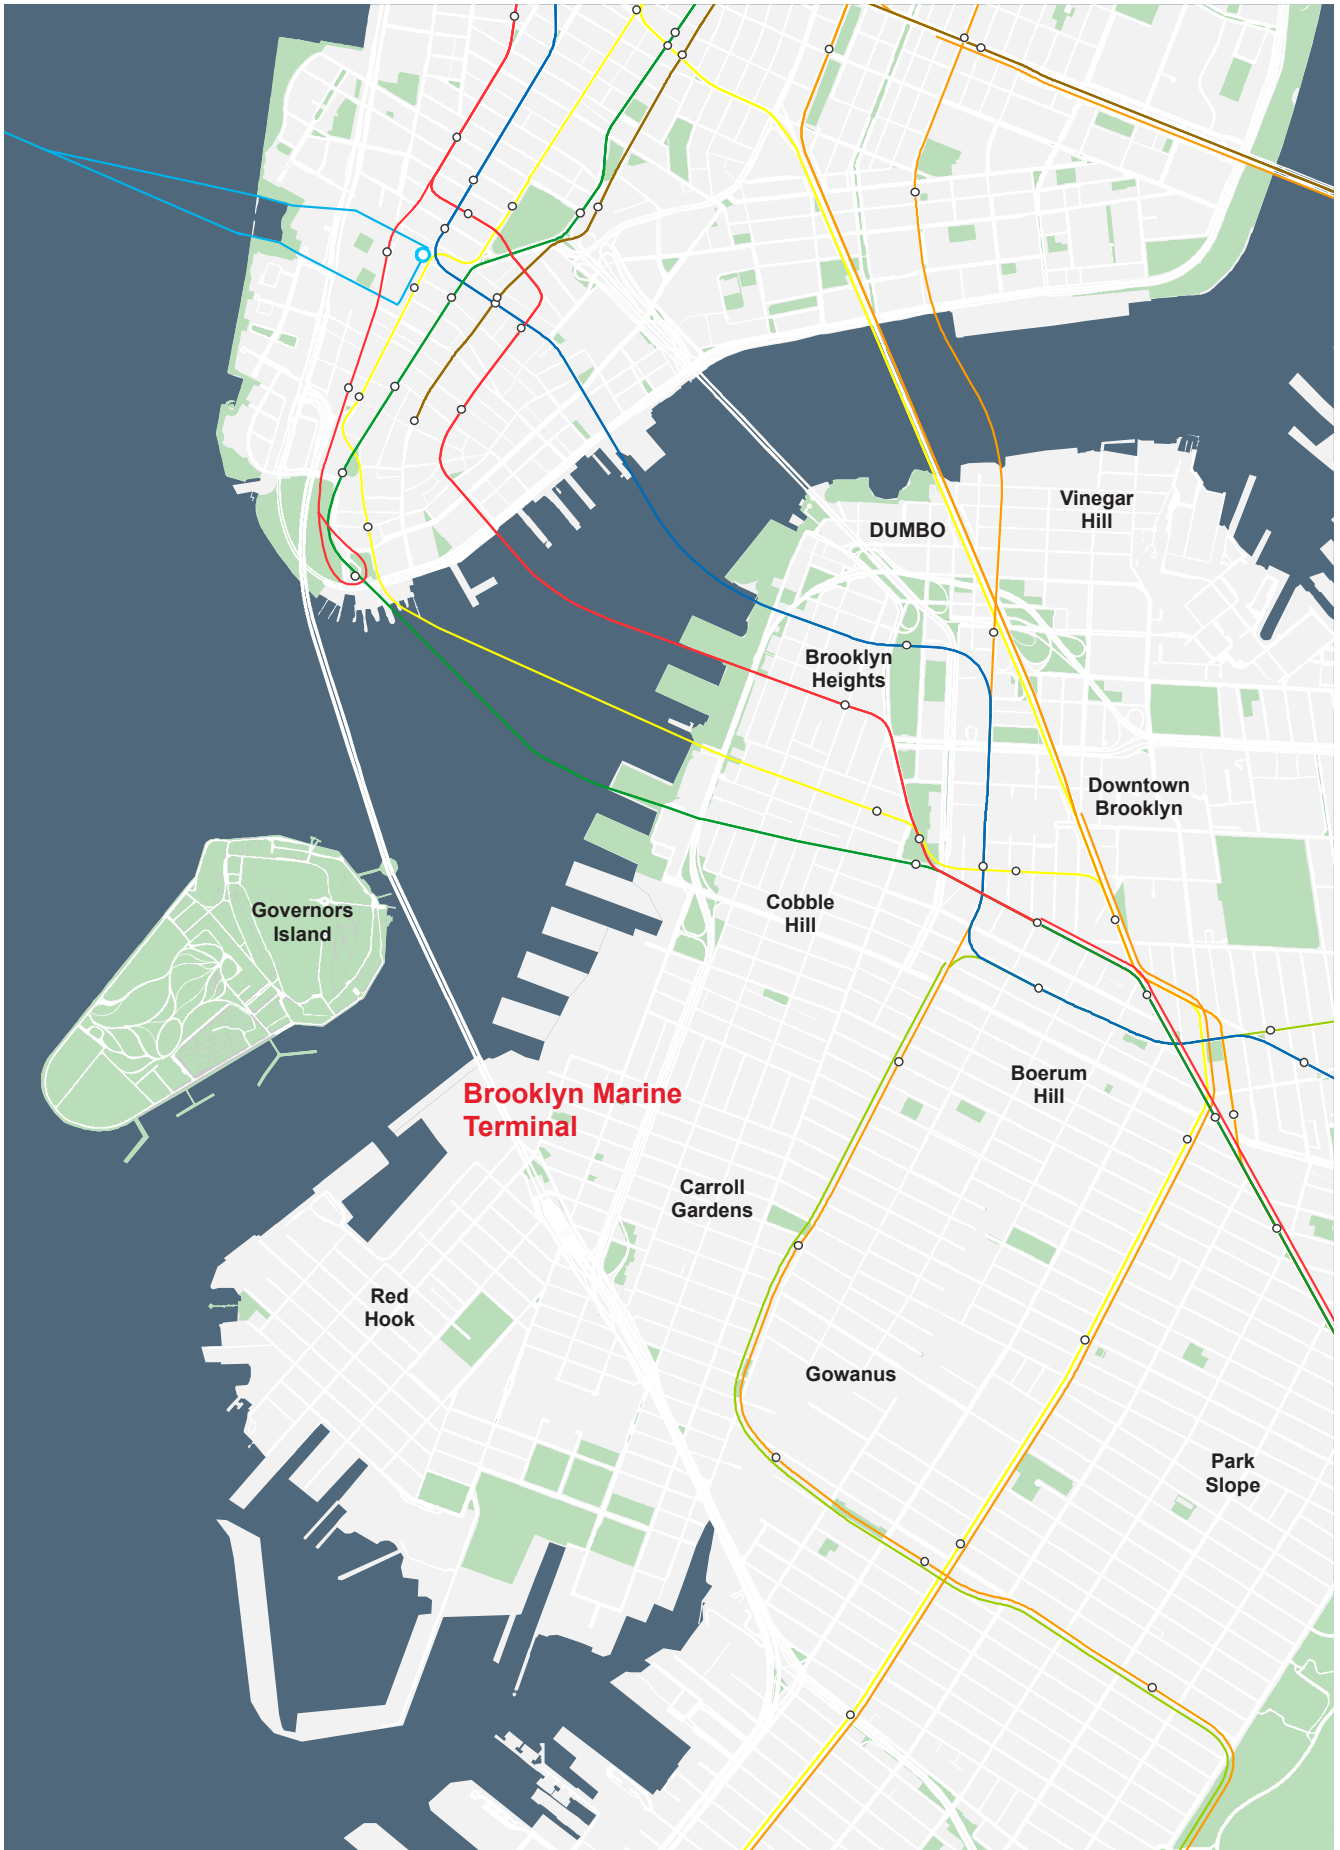 Vinegar
Hill
DUMBO
Brooklyn
Heights
Downtown
Brooklyn
Cobble
Hill
Governors
Island
Brooklyn Marine
Terminal
Boerum
Hill
Carroll
Gardens
Red
Hook
Gowanus
Park
Slope